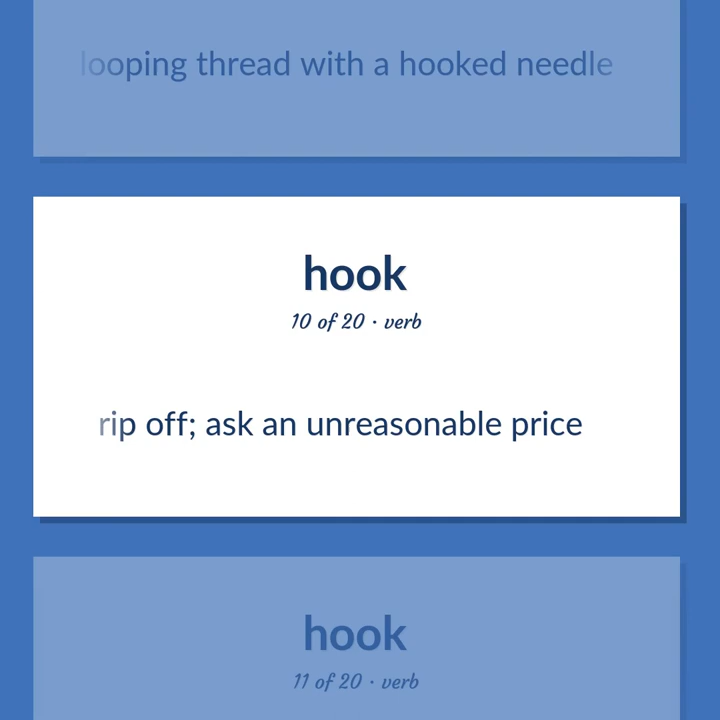 looping thread with a hooked needle
hook
10 of 20 · verb
rip off; ask an unreasonable price
hook
11 of 20 · verb